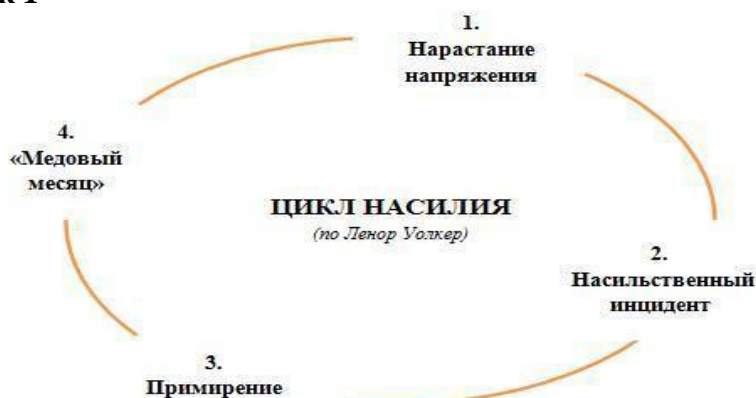 1.
Нарастание
напряжения
4.
«Медовый
месяц»
ЦИКЛ НАСИЛИЯ
(по Ленор Уолкер)
2.
Насильственный
инцидент
3.
Примирение